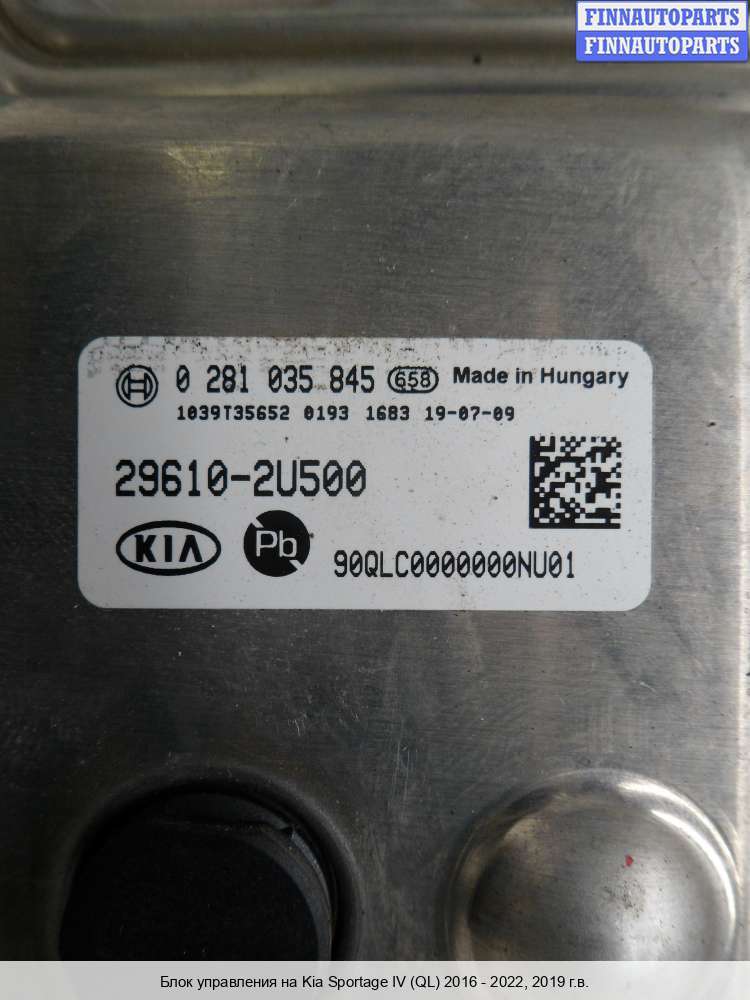 FINNAUTOPARTS
FINNAUTOPARTS
0 281 035 845 658 Made in Hungary
1039T35652 0193 1683 19-07-09
29610-2U500
KIA Pb 90QLC0000000NU01
Блок управления на Kia Sportage IV (QL) 2016 - 2022, 2019 г.в.